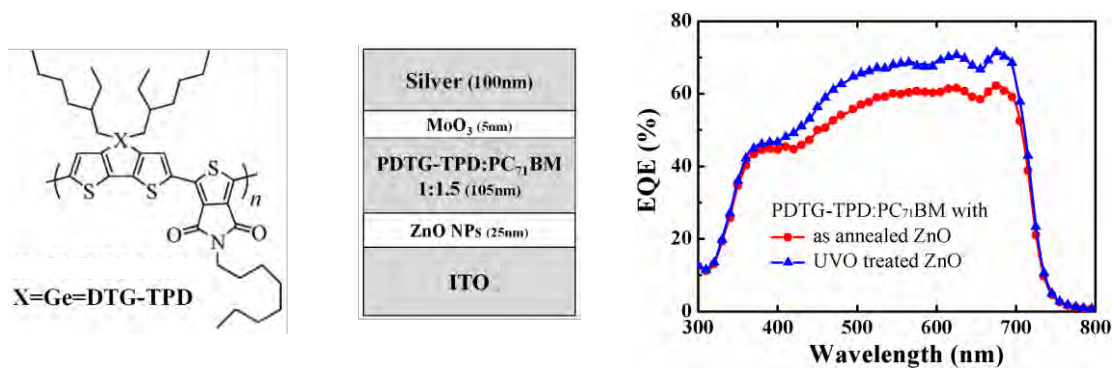 X
S
S
S
n
O
N
O
X=Ge=DTG-TPD
Silver (100nm)
MoO₃ (5nm)
PDTG-TPD:PC₇₁BM
1:1.5 (105nm)
ZnO NPs (25nm)
ITO
80
60
40
20
0
EQE (%)
PDTG-TPD:PC₇₁BM with
as annealed ZnO
UVO treated ZnO
300 400 500 600 700 800
Wavelength (nm)